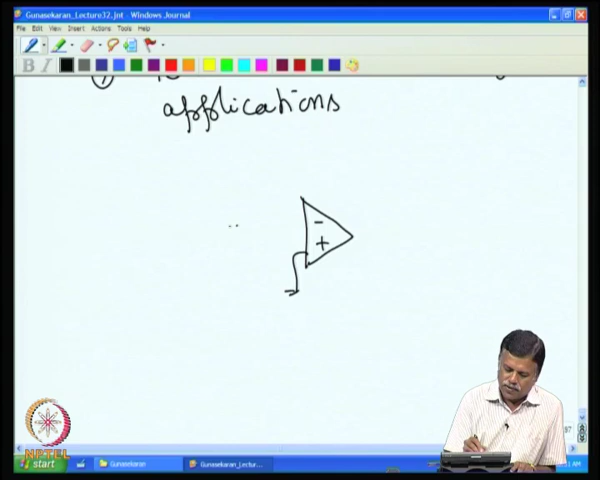 Gunasekaran_Lecture32.jnt - Windows Journal
File Edit View Insert Actions Tools Help
B I
applications
-
+
NPTEL
start Gunasekaran Gunasekaran_Lectur...